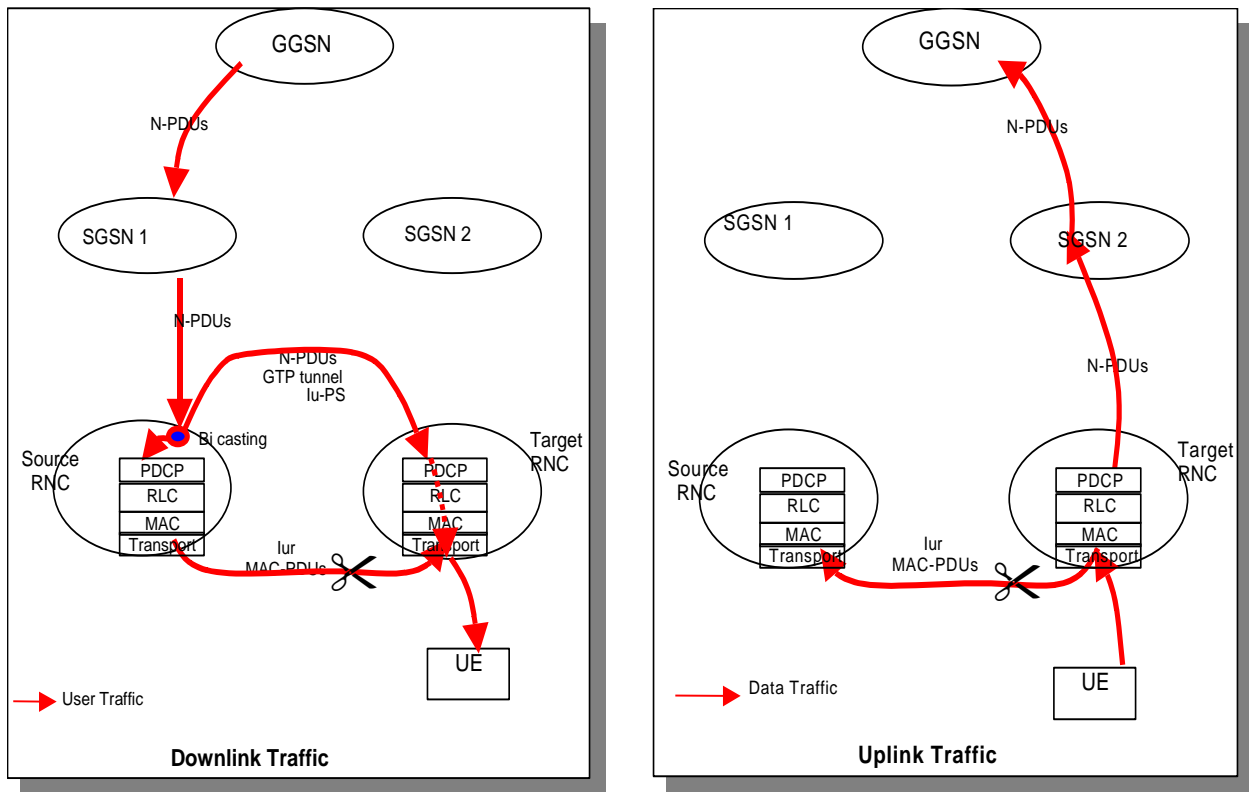 GGSN
N-PDUs
SGSN 1
SGSN 2
N-PDUs
N-PDUs
GTP tunnel
Iu-PS
Bi casting
Source
RNC
Target
RNC
PDCP
RLC
MAC
Transport
PDCP
RLC
MAC
Transport
Iur
MAC-PDUs
UE
User Traffic
Downlink Traffic
GGSN
N-PDUs
SGSN 1
SGSN 2
N-PDUs
Source
RNC
Target
RNC
PDCP
RLC
MAC
Transport
PDCP
RLC
MAC
Transport
Iur
MAC-PDUs
UE
Data Traffic
Uplink Traffic